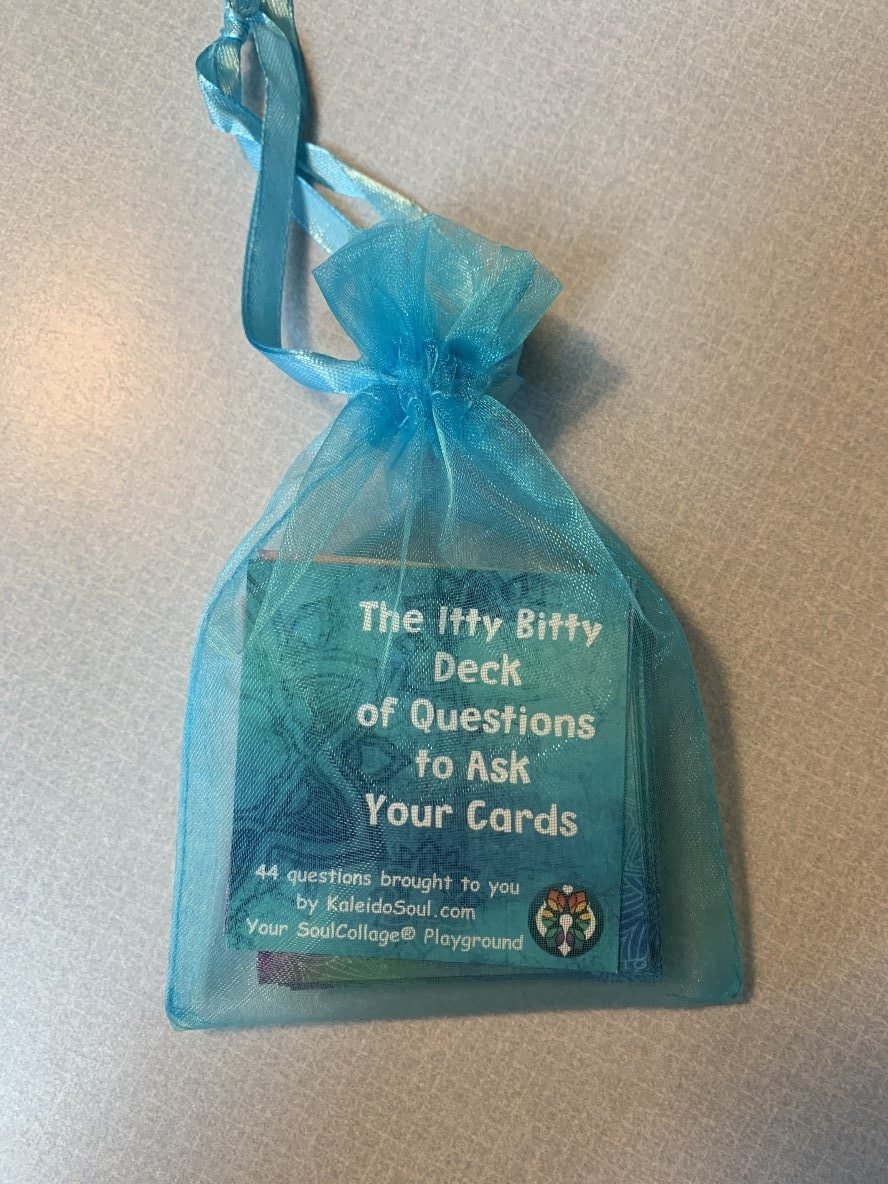 The Itty Bitty
Deck
of Questions
to Ask
Your Cards
44 questions brought to you
by KaleidoSoul.com
Your SoulCollage® Playground